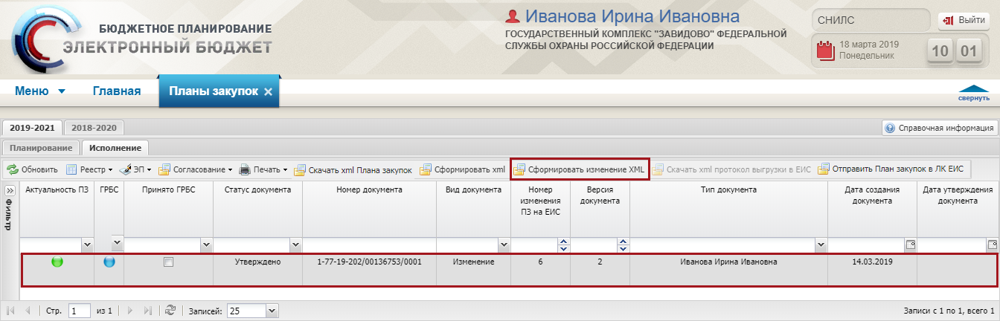 БЮДЖЕТНОЕ ПЛАНИРОВАНИЕ
ЭЛЕКТРОННЫЙ БЮДЖЕТ
Иванова Ирина Ивановна
ГОСУДАРСТВЕННЫЙ КОМПЛЕКС "ЗАВИДОВО" ФЕДЕРАЛЬНОЙ
СЛУЖБЫ ОХРАНЫ РОССИЙСКОЙ ФЕДЕРАЦИИ
СНИЛС
Выйти
18 марта 2019
Понедельник
10 01
Меню Главная Планы закупок
свернуть
2019-2021 2018-2020
Справочная информация
Планирование Исполнение
Обновить Реестр ЭП Согласование Печать Скачать xml Плана закупок Сформировать xml Сформировать изменение XML Скачать xml протокол выгрузки в ЕИС Отправить План закупок в ЛК ЕИС
Фильтр
Актуальность ПЗ ГРБС Принято ГРБС Статус документа Номер документа Вид документа Номер изменения ПЗ на ЕИС Версия документа Тип документа Дата создания документа Дата утверждения документа
Утверждено 1-77-19-202/00136753/0001 Изменение 6 2 Иванова Ирина Ивановна 14.03.2019
Стр. 1 из 1 Записей: 25 Записи с 1 по 1, всего 1